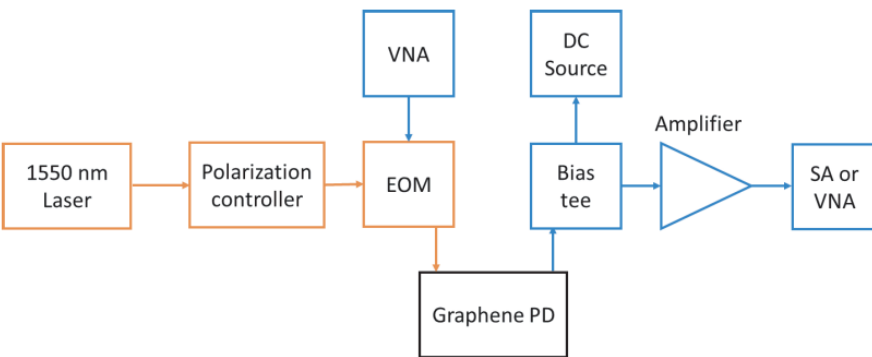 VNA
DC
Source
Amplifier
1550 nm
Laser
Polarization
controller
EOM
Bias
tee
SA or
VNA
Graphene PD